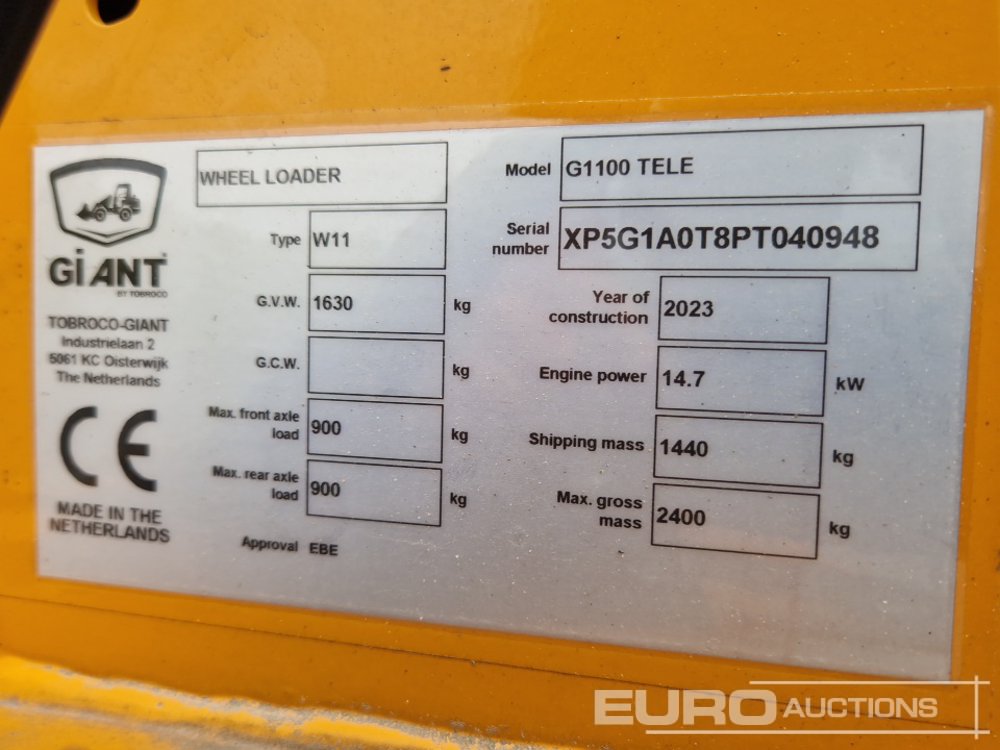 GiANT
BY TOBROCO
TOBROCO-GIANT
Industrielaan 2
5061 KC Oisterwijk
The Netherlands
CE
MADE IN THE
NETHERLANDS
WHEEL LOADER
Type W11
G.V.W. 1630 kg
G.C.W. kg
Max. front axle
load 900 kg
Max. rear axle
load 900 kg
Approval EBE
Model G1100 TELE
Serial
number XP5G1A0T8PT040948
Year of
construction 2023
Engine power 14.7 kW
Shipping mass 1440 kg
Max. gross
mass 2400 kg
EURO AUCTIONS